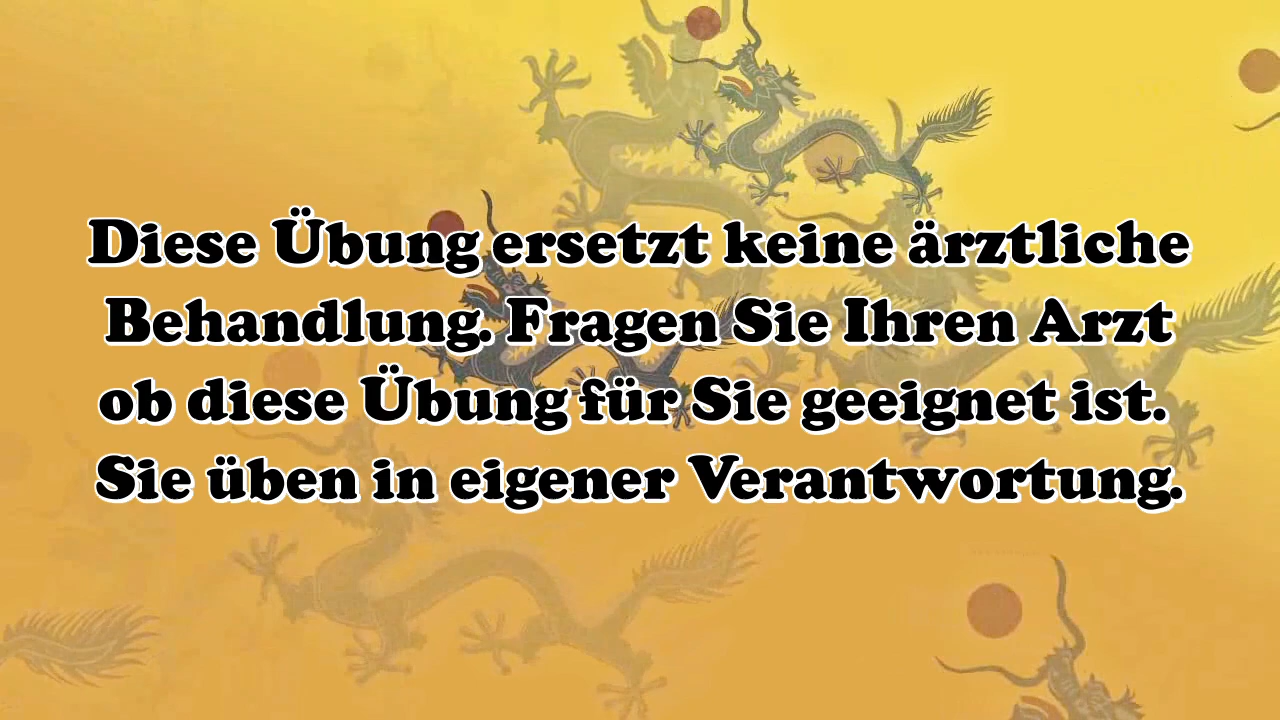 Diese Übung ersetzt keine ärztliche
Behandlung. Fragen Sie Ihren Arzt
ob diese Übung für Sie geeignet ist.
Sie üben in eigener Verantwortung.